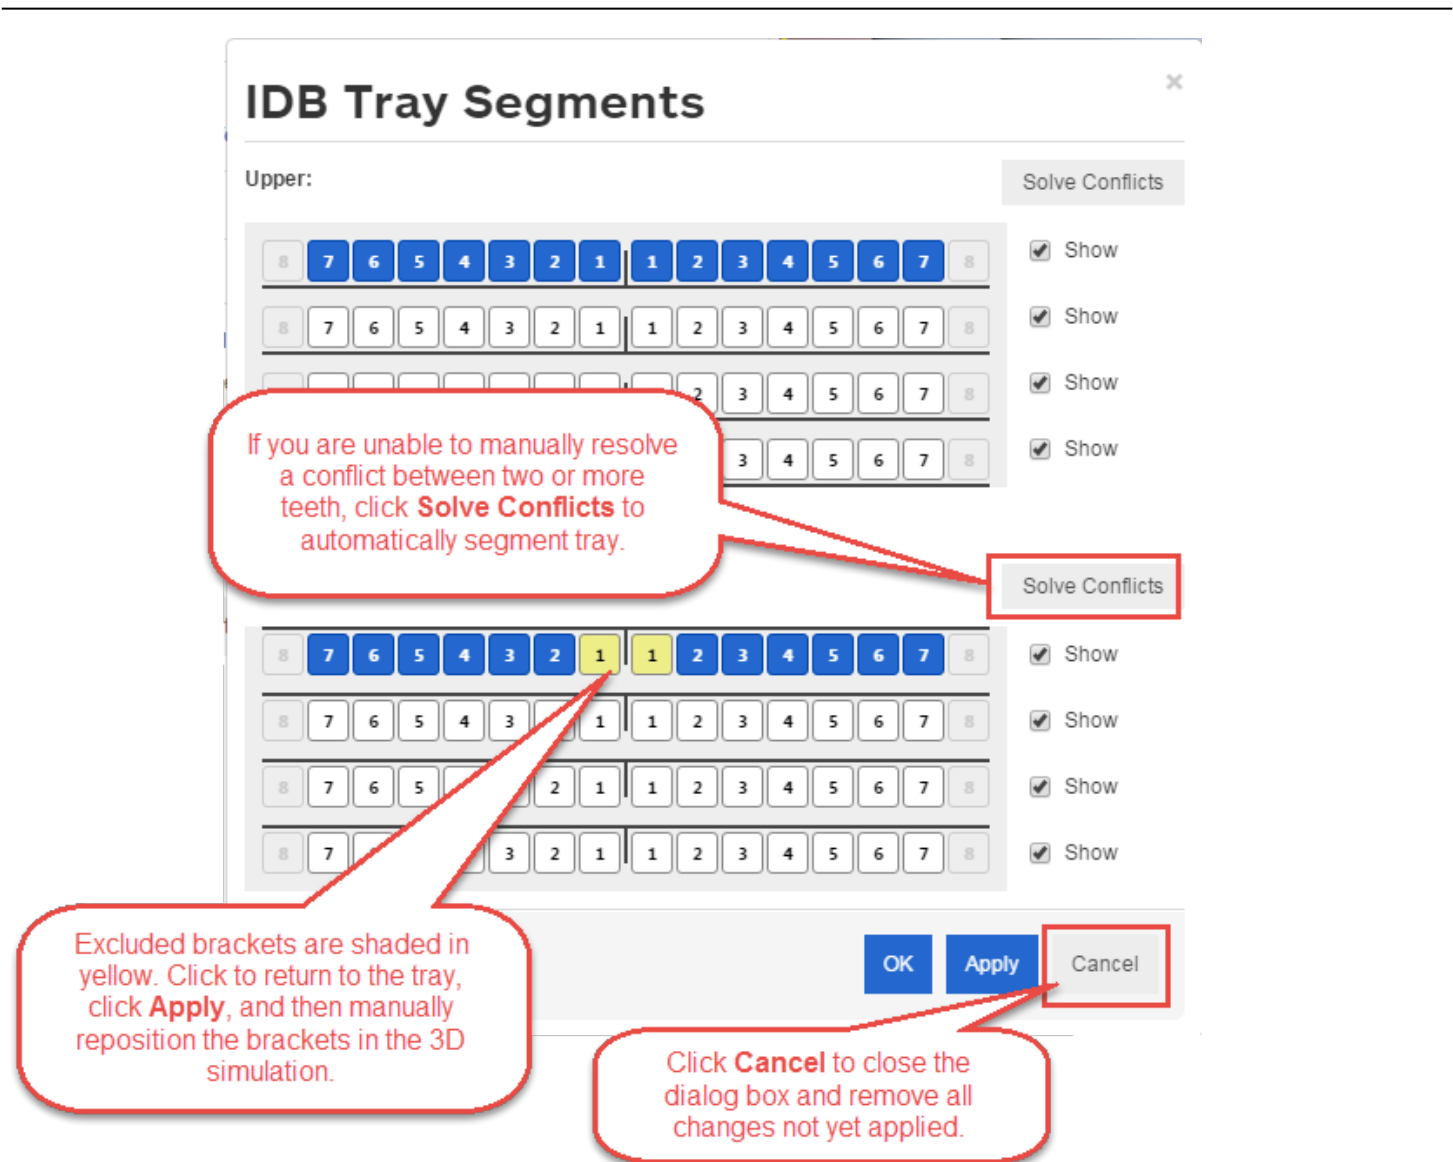 IDB Tray Segments
×
Upper:
Solve Conflicts
8 7 6 5 4 3 2 1 1 2 3 4 5 6 7 8 Show
8 7 6 5 4 3 2 1 1 2 3 4 5 6 7 8 Show
2 3 4 5 6 7 8 Show
3 4 5 6 7 8 Show
If you are unable to manually resolve
a conflict between two or more
teeth, click Solve Conflicts to
automatically segment tray.
Solve Conflicts
8 7 6 5 4 3 2 1 1 2 3 4 5 6 7 8 Show
8 7 6 5 4 3 1 1 2 3 4 5 6 7 8 Show
8 7 6 5 2 1 1 2 3 4 5 6 7 8 Show
8 7 3 2 1 1 2 3 4 5 6 7 8 Show
Excluded brackets are shaded in
yellow. Click to return to the tray,
click Apply, and then manually
reposition the brackets in the 3D
simulation.
OK Apply Cancel
Click Cancel to close the
dialog box and remove all
changes not yet applied.